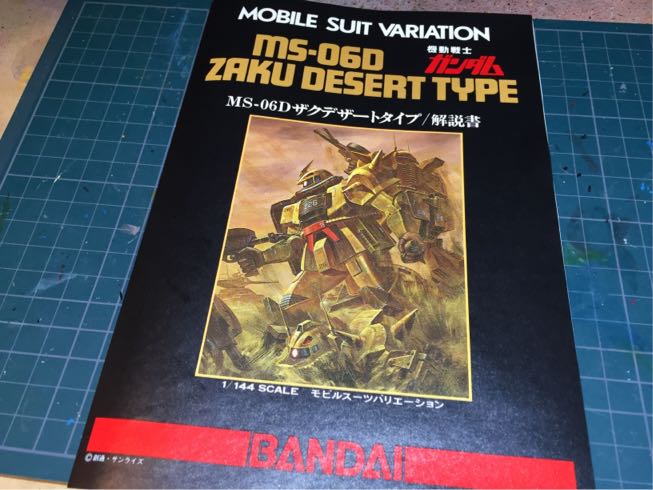 MOBILE SUIT VARIATION
MS-06D
機動戦士
ガンダム
ZAKU DESERT TYPE
MS-06Dザクデザートタイプ/解説書
226
1/144 SCALE モビルスーツバリエーション
BANDAI
©創通・サンライズ